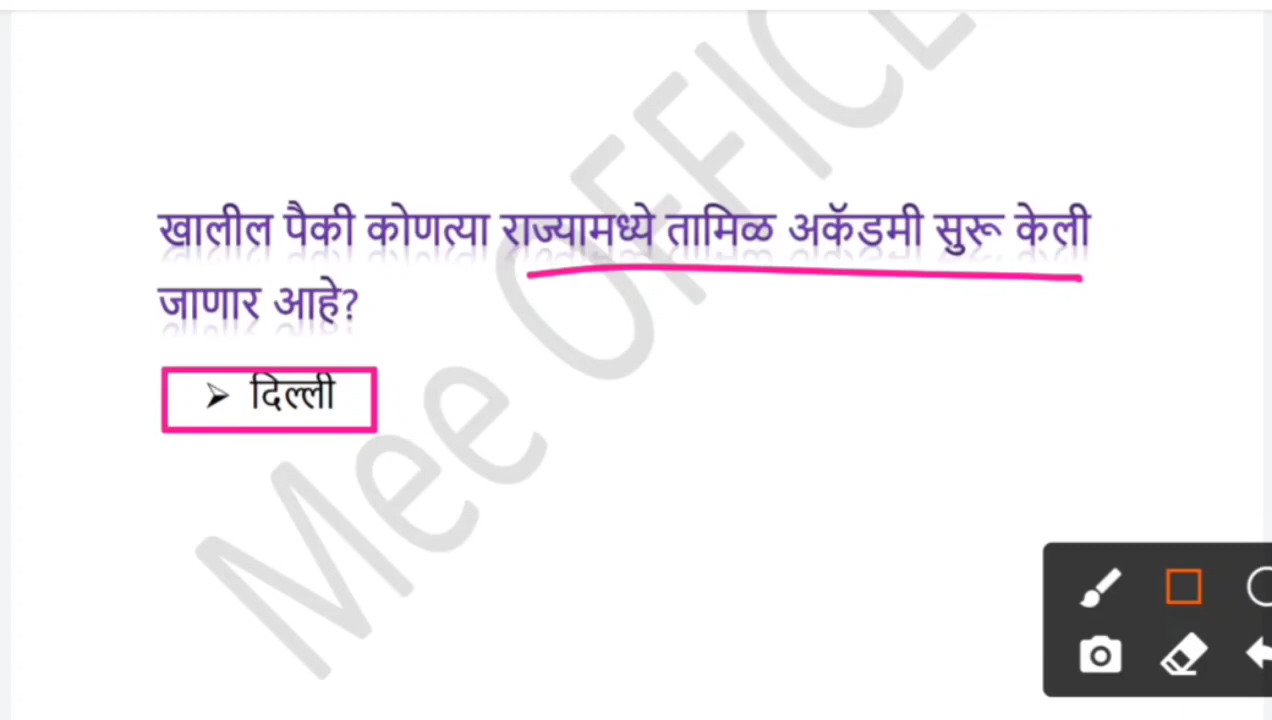 खालील पैकी कोणत्या राज्यामध्ये तामिळ अकॅडमी सुरू केली
जाणार आहे?
➢ दिल्ली
Mee OFFICE